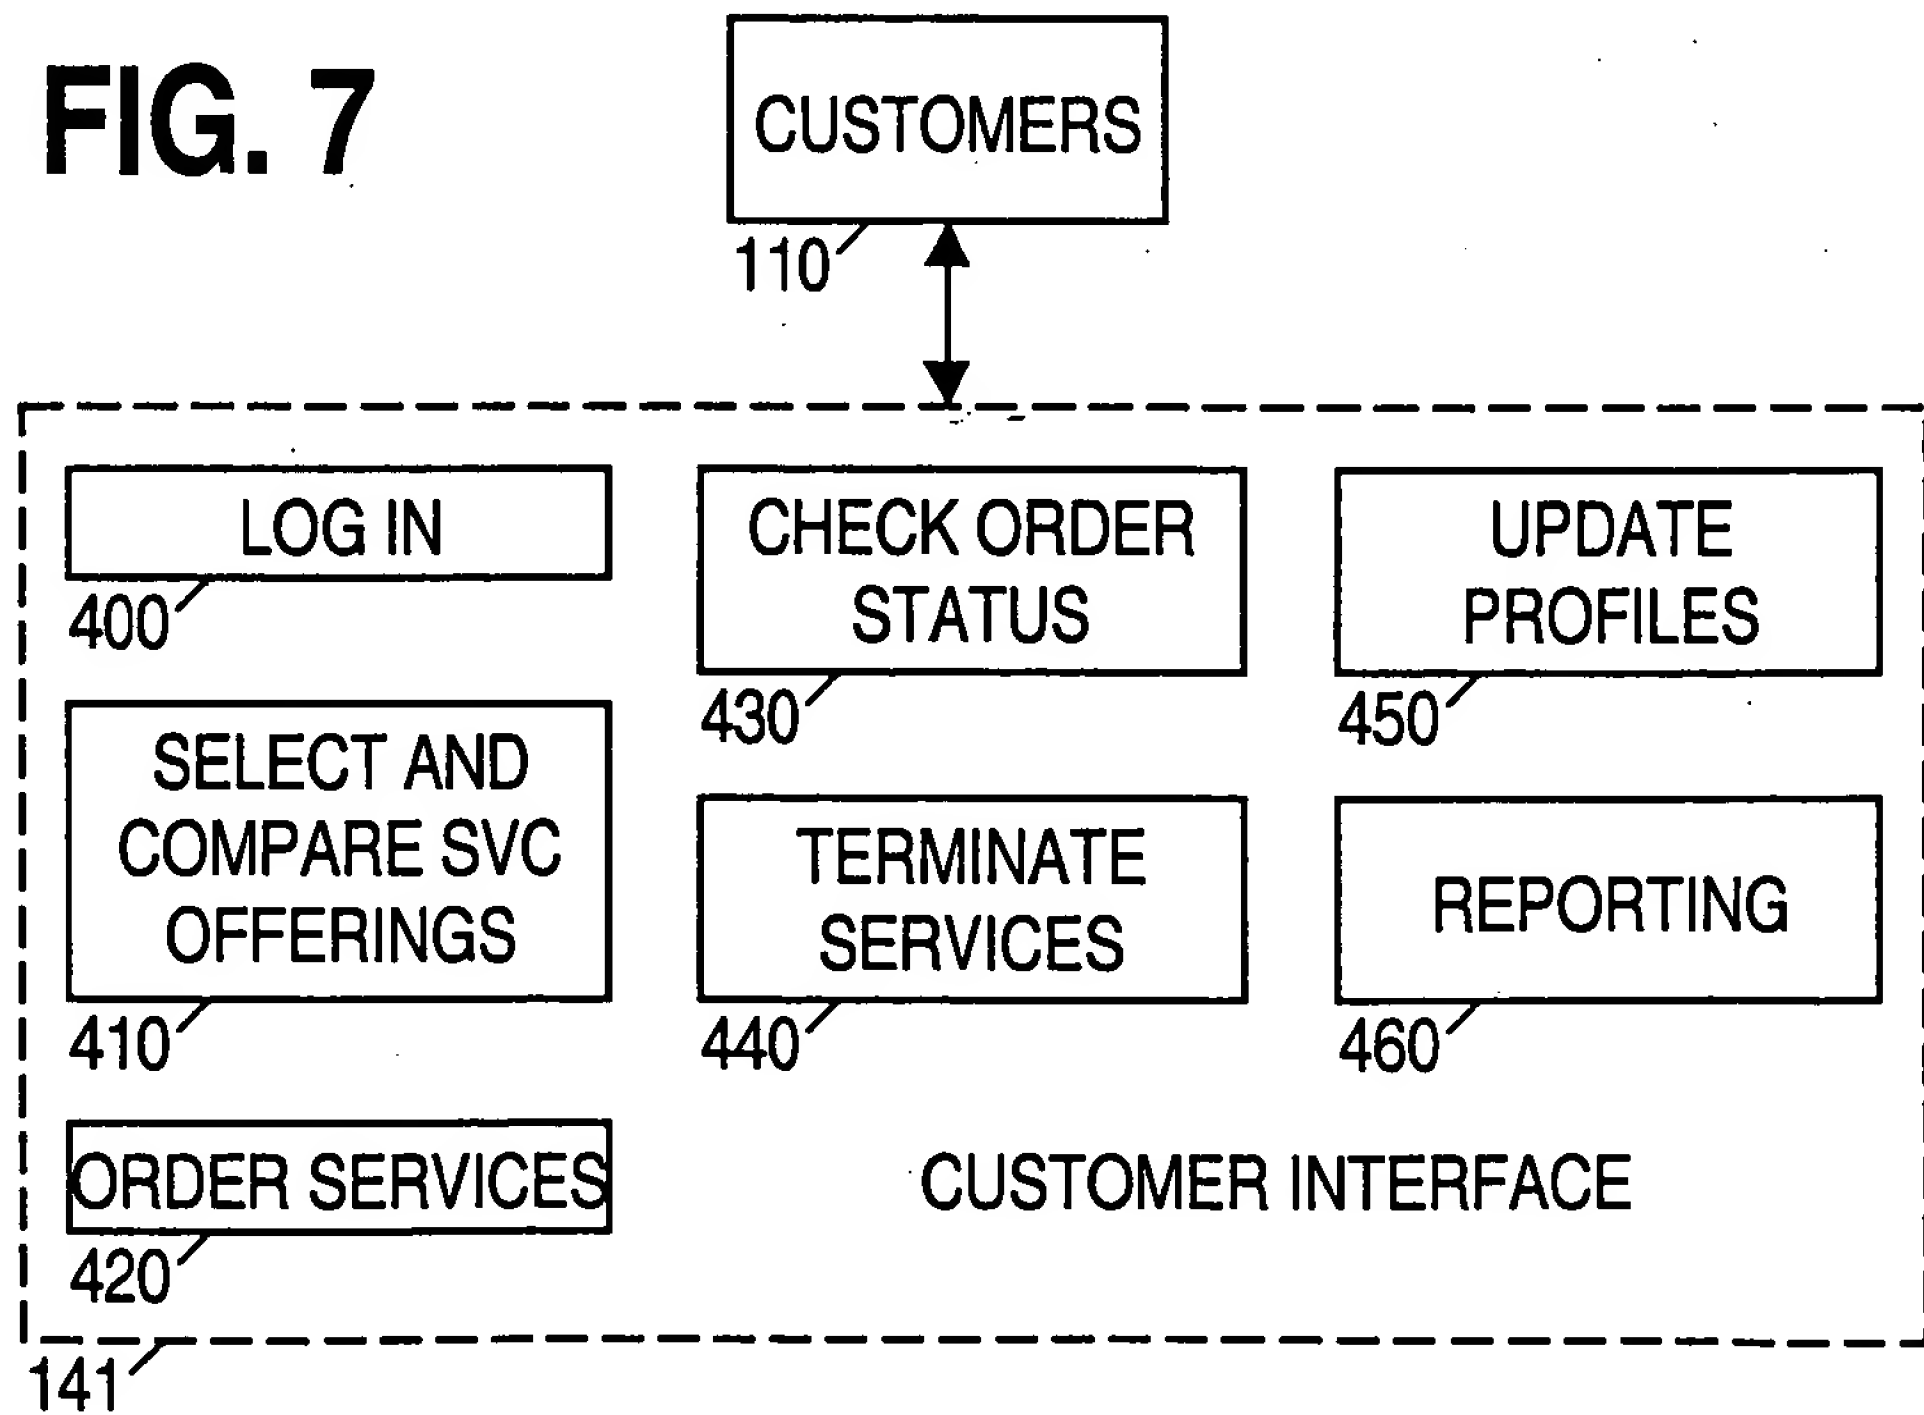 FIG. 7
CUSTOMERS
110
LOG IN
400
SELECT AND
COMPARE SVC
OFFERINGS
410
ORDER SERVICES
420
CHECK ORDER
STATUS
430
TERMINATE
SERVICES
440
UPDATE
PROFILES
450
REPORTING
460
CUSTOMER INTERFACE
141